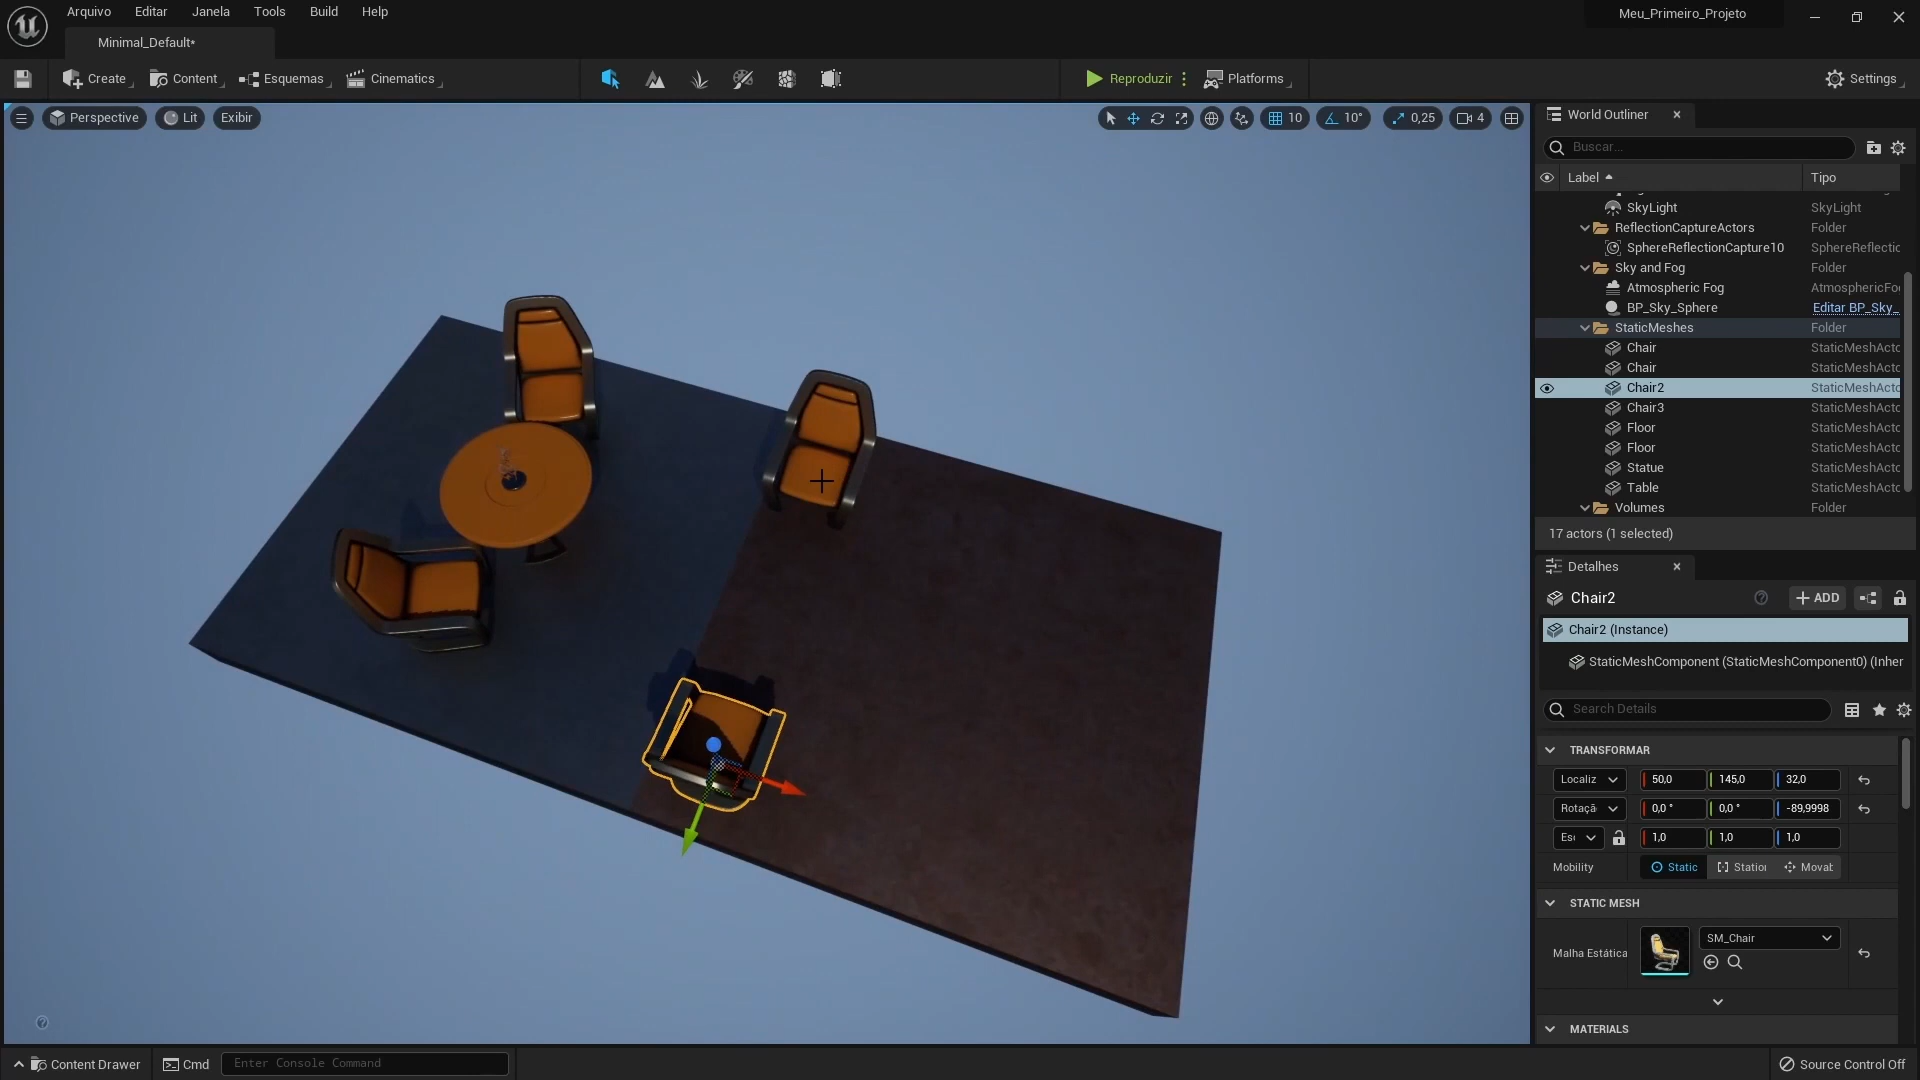 Arquivo Editar Janela Tools Build Help
Meu_Primeiro_Projeto
Minimal_Default*
Create Content Esquemas Cinematics Reproduzir Platforms Settings
Perspective Lit Exibir 10 10° 0,25 4
World Outliner
Buscar...
Label Tipo
SkyLight SkyLight
ReflectionCaptureActors Folder
SphereReflectionCapture10 SphereReflectic
Sky and Fog Folder
Atmospheric Fog AtmosphericFo
BP_Sky_Sphere Editar BP_Sky_
StaticMeshes Folder
Chair StaticMeshActo
Chair StaticMeshActo
Chair2 StaticMeshActo
Chair3 StaticMeshActo
Floor StaticMeshActo
Floor StaticMeshActo
Statue StaticMeshActo
Table StaticMeshActo
Volumes Folder
17 actors (1 selected)
Detalhes
Chair2 ADD
Chair2 (Instance)
StaticMeshComponent (StaticMeshComponent0) (Inher
Search Details
TRANSFORMAR
Localiz 50,0 145,0 32,0
Rotaçã 0,0 ° 0,0 ° -89,9998
Es 1,0 1,0 1,0
Mobility Static Station Movab
STATIC MESH
Malha Estática SM_Chair
MATERIALS
Content Drawer Cmd Enter Console Command Source Control Off